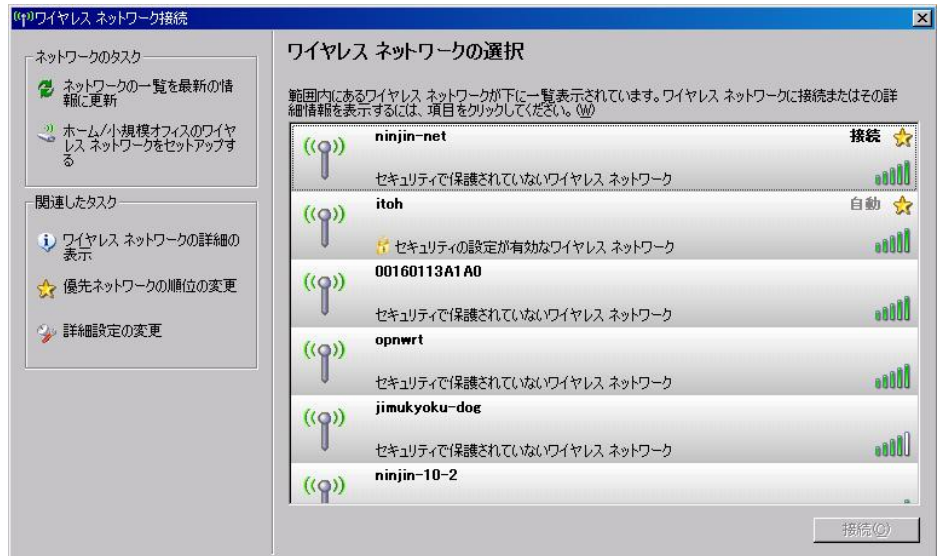 ワイヤレス ネットワーク接続
ネットワークのタスク
ネットワークの一覧を最新の情
報に更新
ホーム/小規模オフィスのワイヤ
レス ネットワークをセットアップす
る
関連したタスク
ワイヤレス ネットワークの詳細の
表示
優先ネットワークの順位の変更
詳細設定の変更
ワイヤレス ネットワークの選択
範囲内にあるワイヤレス ネットワークが下に一覧表示されています。ワイヤレス ネットワークに接続またはその詳
細情報を表示するには、項目をクリックしてください。(W)
ninjin-net 接続
セキュリティで保護されていないワイヤレス ネットワーク
itoh 自動
セキュリティの設定が有効なワイヤレス ネットワーク
00160113A1A0
セキュリティで保護されていないワイヤレス ネットワーク
opnwrt
セキュリティで保護されていないワイヤレス ネットワーク
jimukyoku-dog
セキュリティで保護されていないワイヤレス ネットワーク
ninjin-10-2
接続(C)